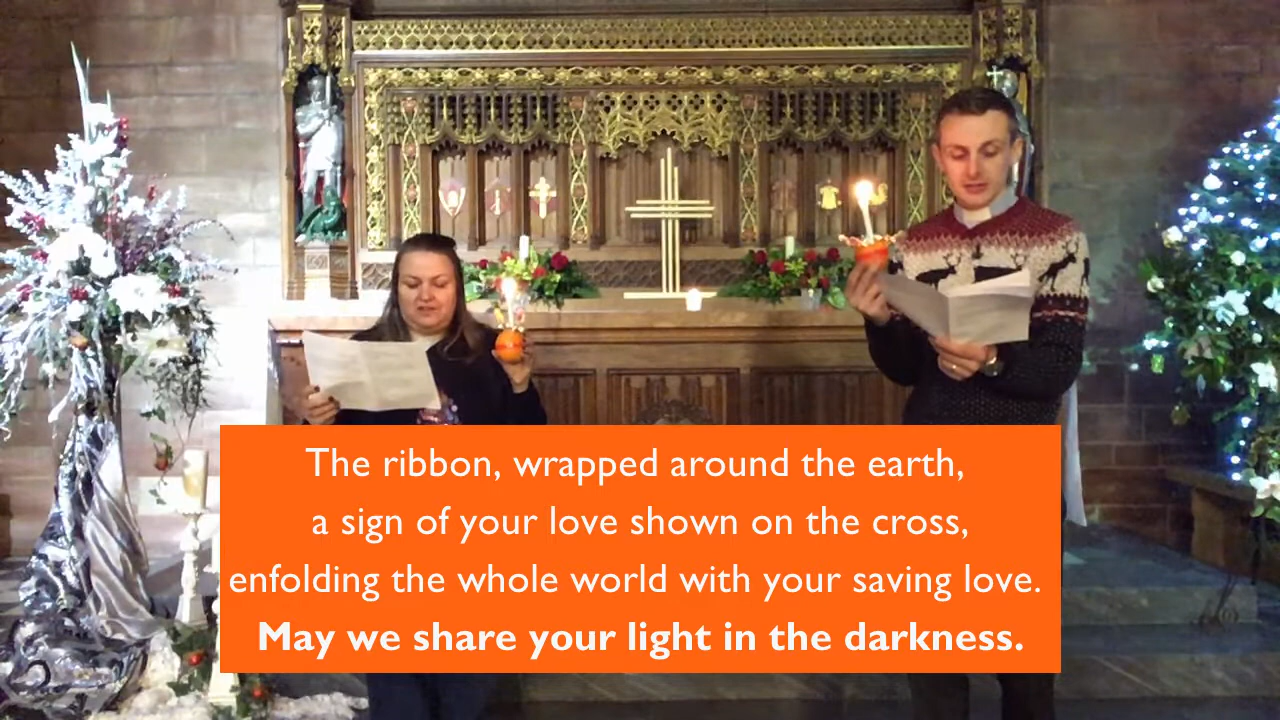 The ribbon, wrapped around the earth,
a sign of your love shown on the cross,
enfolding the whole world with your saving love.
May we share your light in the darkness.